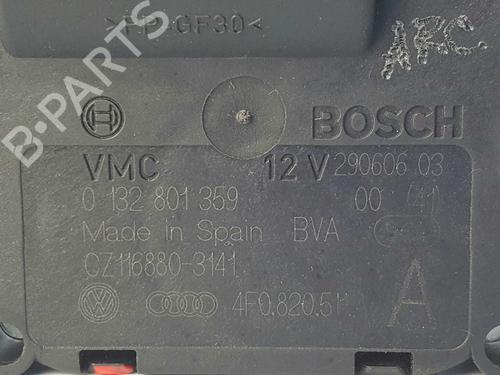 >PP-GF30<
ARC
B-PARTS
BOSCH
VMC 12 V 290606 03
0 132 801 359 00 (41)
Made In Spain BVA
CZ116880-3141
4F0.820.511 A